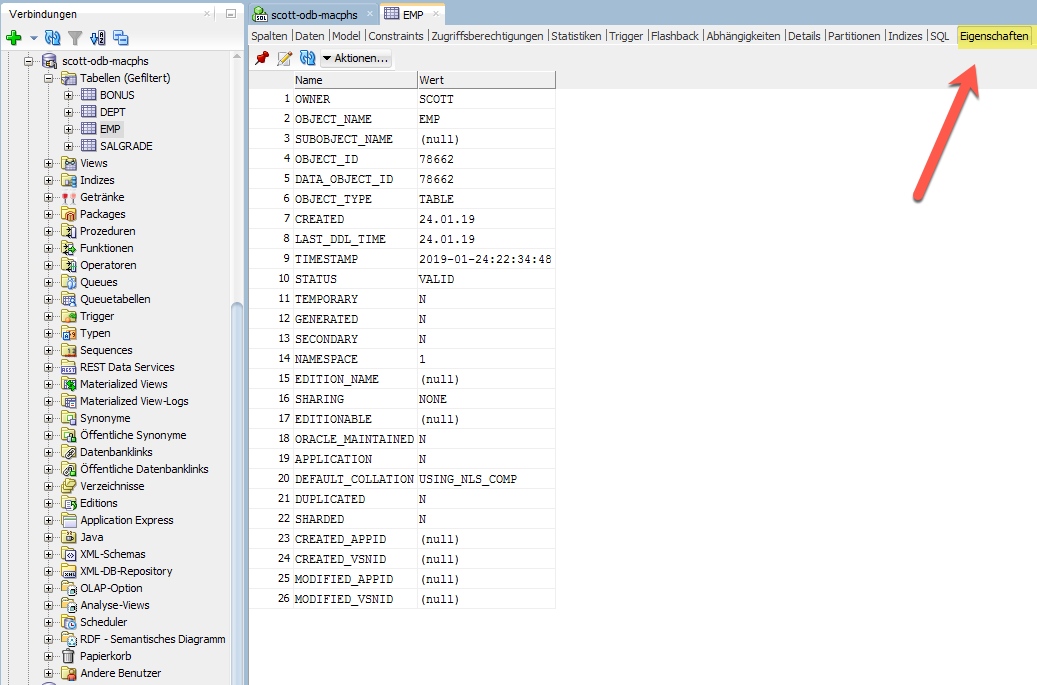 Verbindungen
scott-odb-macphs
Tabellen (Gefiltert)
BONUS
DEPT
EMP
SALGRADE
Views
Indizes
Getränke
Packages
Prozeduren
Funktionen
Operatoren
Queues
Queuetabellen
Trigger
Typen
Sequences
REST Data Services
Materialized Views
Materialized View-Logs
Synonyme
Öffentliche Synonyme
Datenbanklinks
Öffentliche Datenbanklinks
Verzeichnisse
Editions
Application Express
Java
XML-Schemas
XML-DB-Repository
OLAP-Option
Analyse-Views
Scheduler
RDF - Semantisches Diagramm
Papierkorb
Andere Benutzer
scott-odb-macphs EMP
Spalten Daten Model Constraints Zugriffsberechtigungen Statistiken Trigger Flashback Abhängigkeiten Details Partitionen Indizes SQL Eigenschaften
Aktionen...
Name Wert
1 OWNER SCOTT
2 OBJECT_NAME EMP
3 SUBOBJECT_NAME (null)
4 OBJECT_ID 78662
5 DATA_OBJECT_ID 78662
6 OBJECT_TYPE TABLE
7 CREATED 24.01.19
8 LAST_DDL_TIME 24.01.19
9 TIMESTAMP 2019-01-24:22:34:48
10 STATUS VALID
11 TEMPORARY N
12 GENERATED N
13 SECONDARY N
14 NAMESPACE 1
15 EDITION_NAME (null)
16 SHARING NONE
17 EDITIONABLE (null)
18 ORACLE_MAINTAINED N
19 APPLICATION N
20 DEFAULT_COLLATION USING_NLS_COMP
21 DUPLICATED N
22 SHARDED N
23 CREATED_APPID (null)
24 CREATED_VSNID (null)
25 MODIFIED_APPID (null)
26 MODIFIED_VSNID (null)